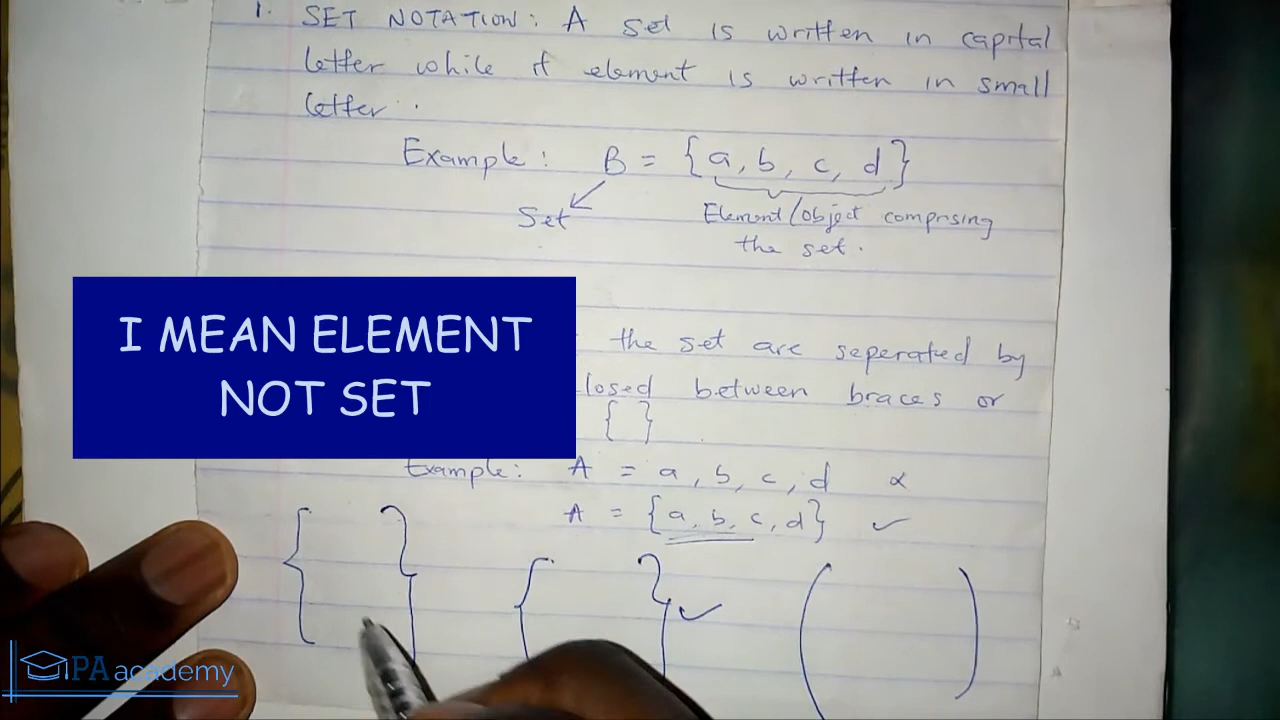 1. SET NOTATION: A set is written in capital
letter while it element is written in small
letter.
Example: B = {a, b, c, d}
Set
Element/object comprising
the set.
I MEAN ELEMENT
NOT SET
the set are seperated by
losed between braces or
{ }
Example: A = a, b, c, d ×
A = {a, b, c, d} ✓
{ } { } ✓ ( )
PA academy